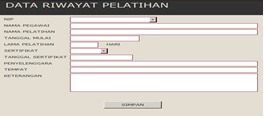 DATA RIWAYAT PELATIHAN
NIP
NAMA PEGAWAI
NAMA PELATIHAN
TANGGAL MULAI
LAMA PELATIHAN HARI
SERTIFIKAT
TANGGAL SERTIFIKAT
PENYELENGGARA
TEMPAT
KETERANGAN
SIMPAN